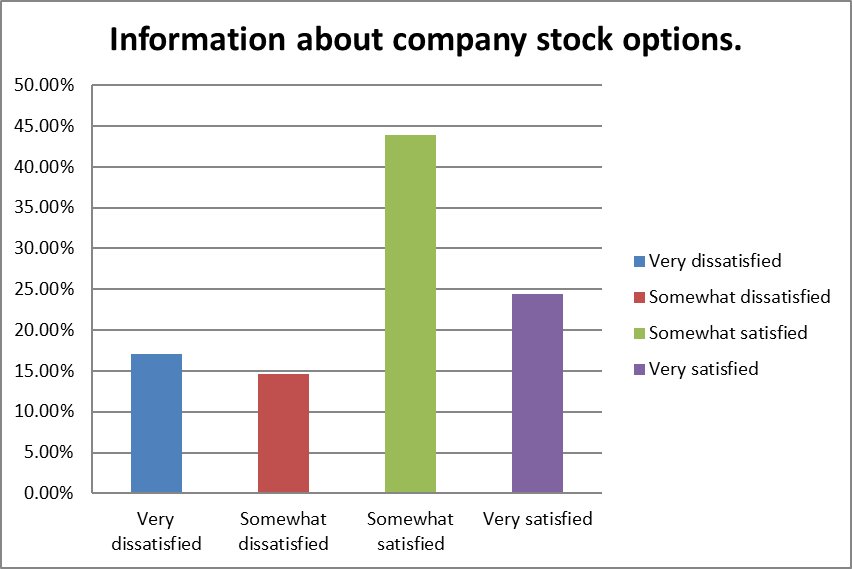 Information about company stock options.
50.00%
45.00%
40.00%
35.00%
30.00%
25.00%
20.00%
15.00%
10.00%
5.00%
0.00%
Very
dissatisfied
Somewhat
dissatisfied
Somewhat
satisfied
Very satisfied
Very dissatisfied
Somewhat dissatisfied
Somewhat satisfied
Very satisfied